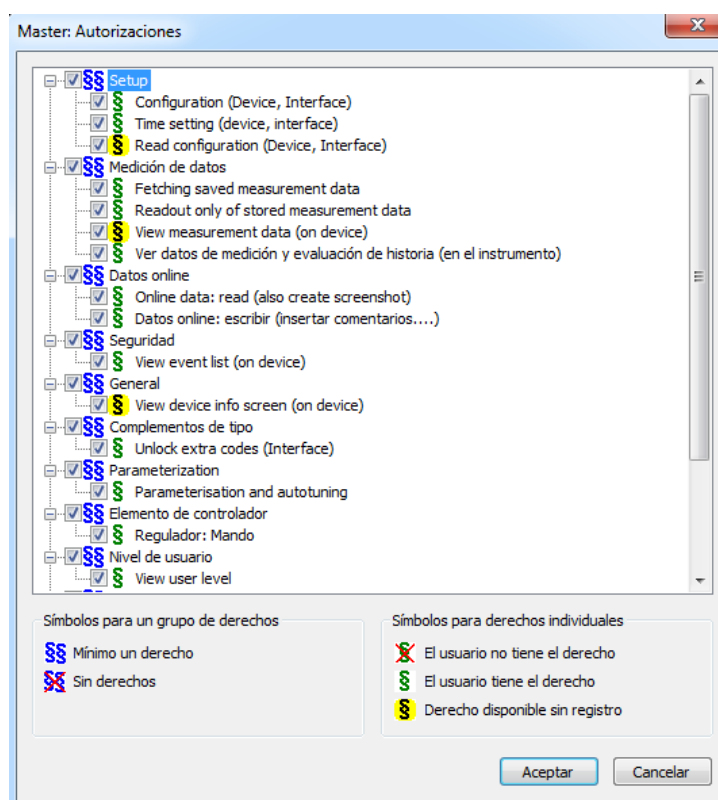 Master: Autorizaciones
§§ Setup
§ Configuration (Device, Interface)
§ Time setting (device, interface)
§ Read configuration (Device, Interface)
§§ Medición de datos
§ Fetching saved measurement data
§ Readout only of stored measurement data
§ View measurement data (on device)
§ Ver datos de medición y evaluación de historia (en el instrumento)
§§ Datos online
§ Online data: read (also create screenshot)
§ Datos online: escribir (insertar comentarios....)
§§ Seguridad
§ View event list (on device)
§§ General
§ View device info screen (on device)
§§ Complementos de tipo
§ Unlock extra codes (Interface)
§§ Parameterization
§ Parameterisation and autotuning
§§ Elemento de controlador
§ Regulador: Mando
§§ Nivel de usuario
§ View user level
Símbolos para un grupo de derechos
§§ Mínimo un derecho
§§ Sin derechos
Símbolos para derechos individuales
§ El usuario no tiene el derecho
§ El usuario tiene el derecho
§ Derecho disponible sin registro
Aceptar
Cancelar